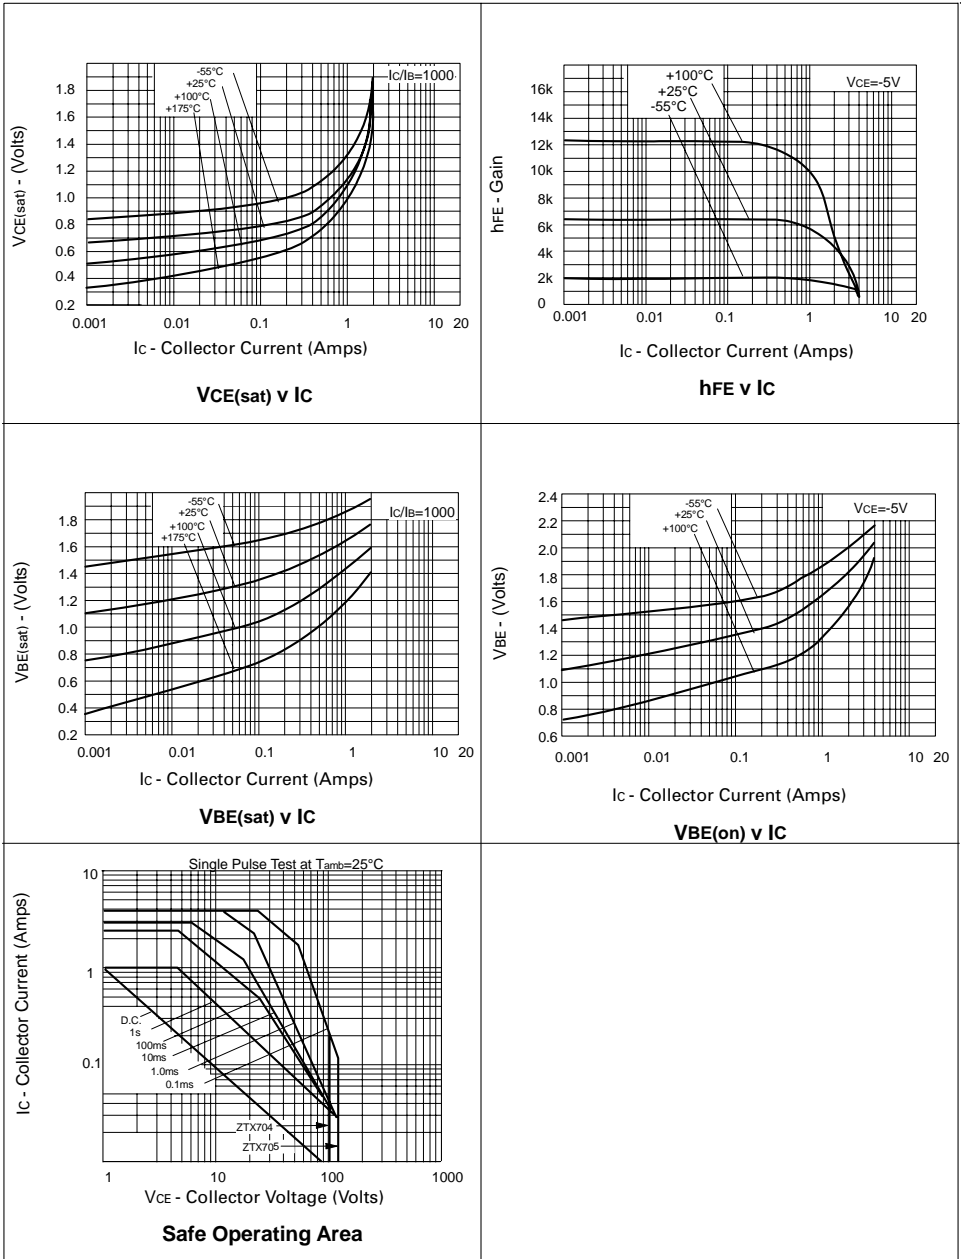 -55°C
+25°C
+100°C
+175°C
IC/IB=1000
1.8
1.6
1.4
1.2
1.0
0.8
0.6
0.4
0.2
VCE(sat) - (Volts)
0.001 0.01 0.1 1 10 20
IC - Collector Current (Amps)
VCE(sat) v IC
+100°C
+25°C
-55°C
VCE=-5V
16k
14k
12k
10k
8k
6k
4k
2k
0
hFE - Gain
0.001 0.01 0.1 1 10 20
IC - Collector Current (Amps)
hFE v IC
-55°C
+25°C
+100°C
+175°C
IC/IB=1000
1.8
1.6
1.4
1.2
1.0
0.8
0.6
0.4
0.2
VBE(sat) - (Volts)
0.001 0.01 0.1 1 10 20
IC - Collector Current (Amps)
VBE(sat) v IC
-55°C
+25°C
+100°C
VCE=-5V
2.4
2.2
2.0
1.8
1.6
1.4
1.2
1.0
0.8
0.6
VBE - (Volts)
0.001 0.01 0.1 1 10 20
IC - Collector Current (Amps)
VBE(on) v IC
Single Pulse Test at Tamb=25°C
10
1
0.1
IC - Collector Current (Amps)
D.C.
1s
100ms
10ms
1.0ms
0.1ms
ZTX704
ZTX705
1 10 100 1000
VCE - Collector Voltage (Volts)
Safe Operating Area